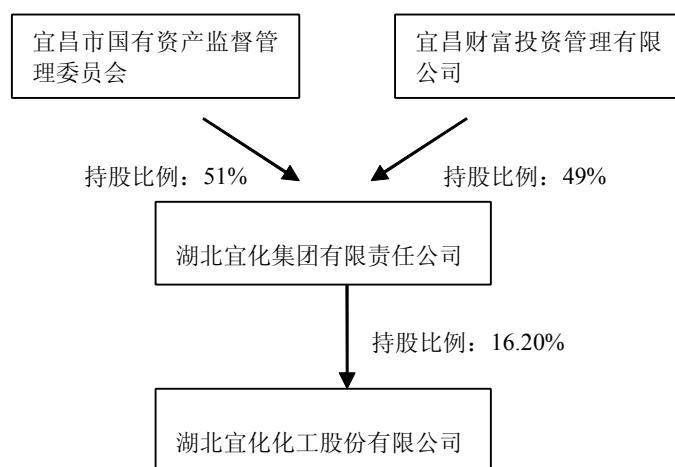 宜昌市国有资产监督管
理委员会
宜昌财富投资管理有限
公司
持股比例：51%
持股比例：49%
湖北宜化集团有限责任公司
持股比例：16.20%
湖北宜化化工股份有限公司